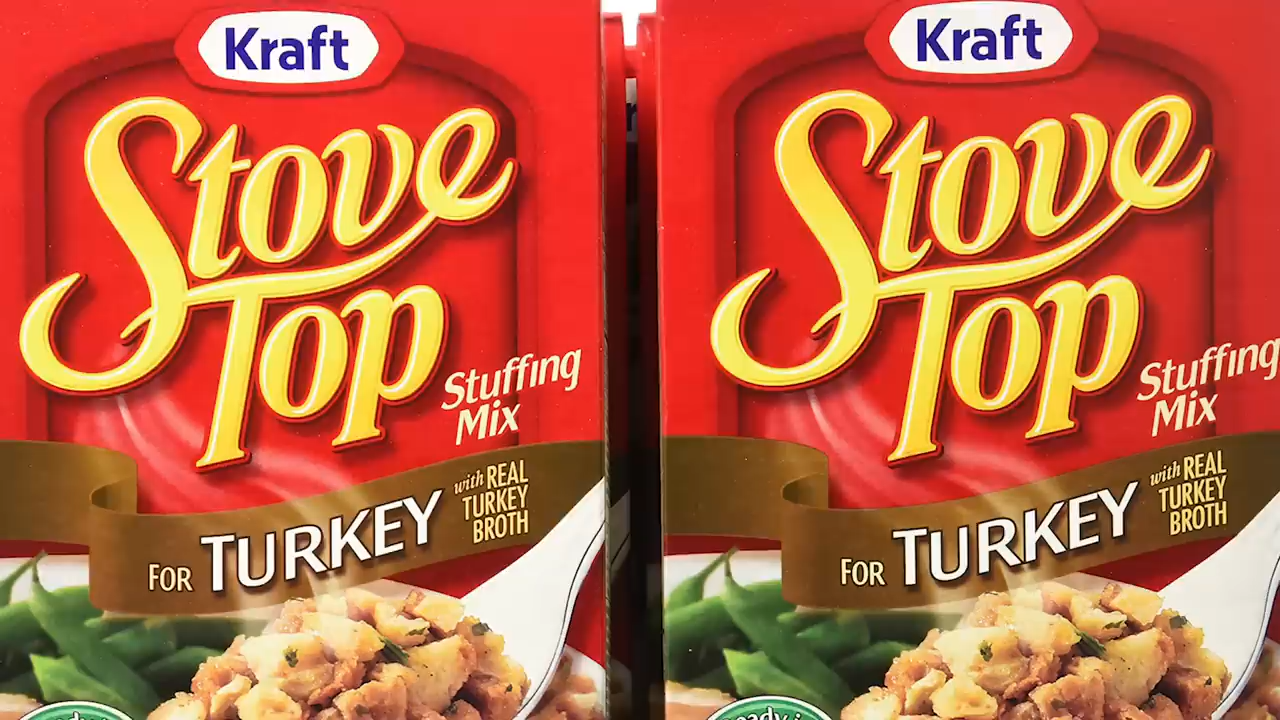 Kraft
Stove
Top
Stuffing
Mix
FOR TURKEY
with REAL
TURKEY
BROTH
Kraft
Stove
Top
Stuffing
Mix
FOR TURKEY
with REAL
TURKEY
BROTH